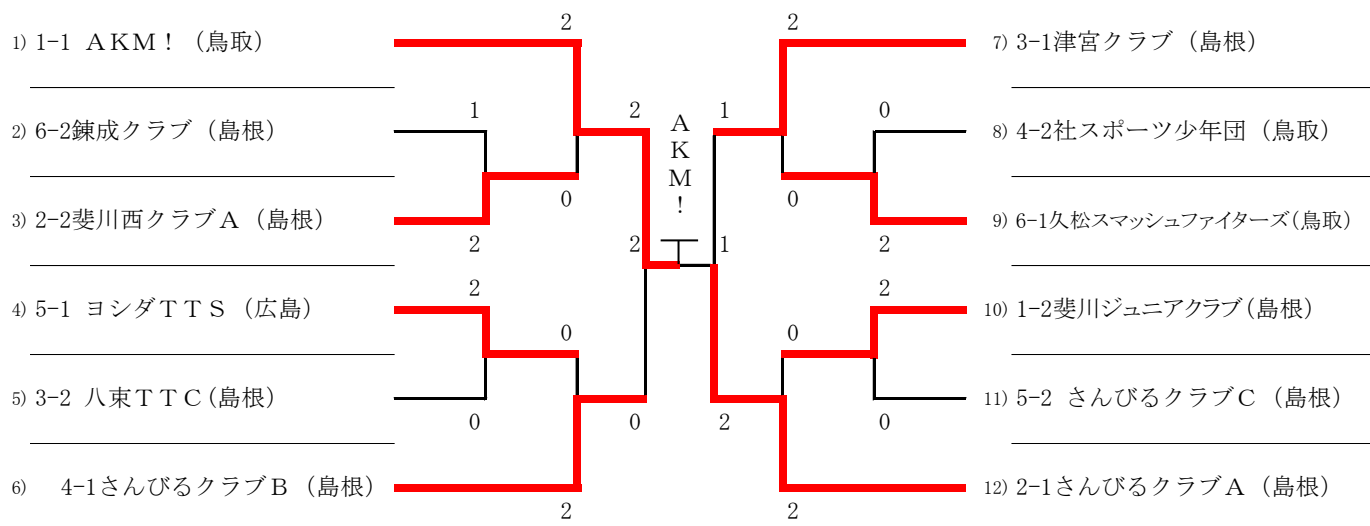 2
2
1) 1-1 ＡＫＭ！（鳥取）
7) 3-1津宮クラブ（島根）
1
2
ＡＫＭ！
1
0
2) 6-2錬成クラブ（島根）
8) 4-2社スポーツ少年団（鳥取）
0
0
3) 2-2斐川西クラブＡ（島根）
9) 6-1久松スマッシュファイターズ(鳥取)
2
2
1
2
2
2
4) 5-1 ヨシダＴＴＳ（広島）
10) 1-2斐川ジュニアクラブ(島根)
0
0
5) 3-2 八束ＴＴＣ(島根)
11) 5-2 さんびるクラブＣ（島根）
0
0
2
0
6) 4-1さんびるクラブＢ（島根）
12) 2-1さんびるクラブＡ（島根）
2
2